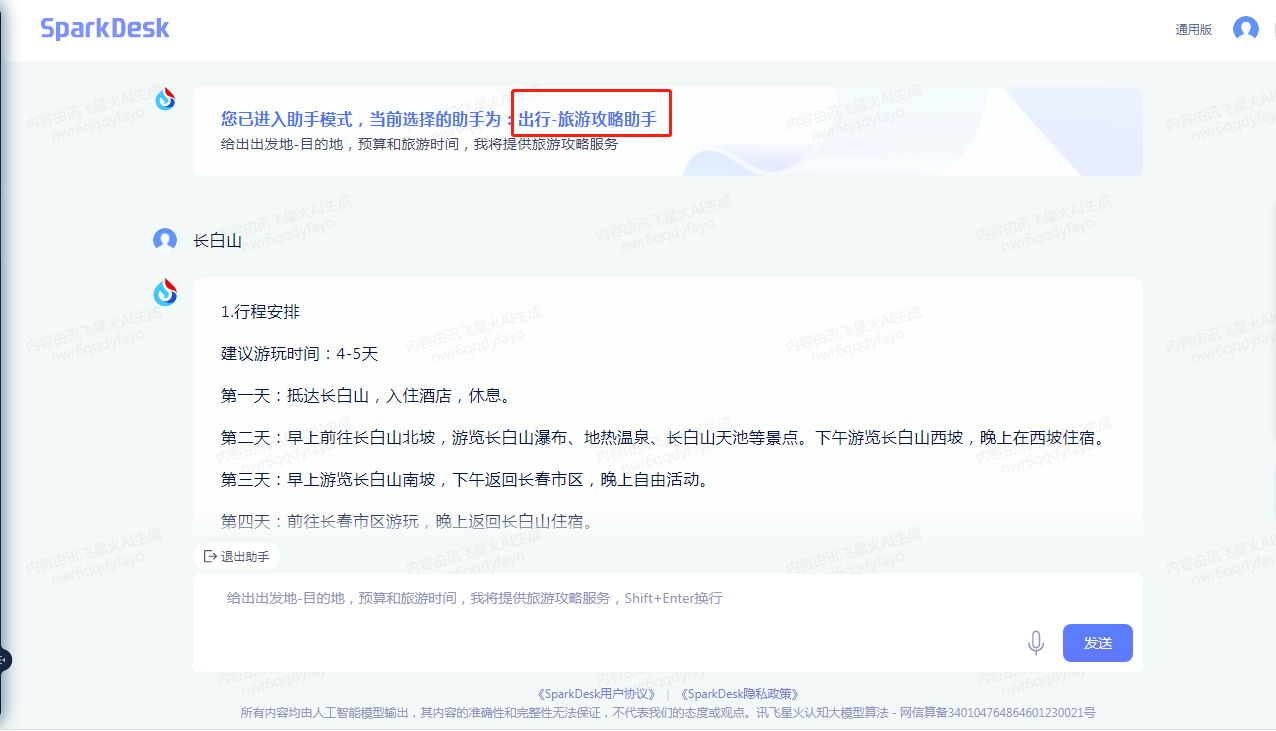 SparkDesk
通用版
您已进入助手模式，当前选择的助手为：出行-旅游攻略助手
给出出发地-目的地，预算和旅游时间，我将提供旅游攻略服务
长白山
1.行程安排
建议游玩时间：4-5天
第一天：抵达长白山，入住酒店，休息。
第二天：早上前往长白山北坡，游览长白山瀑布、地热温泉、长白山天池等景点。下午游览长白山西坡，晚上在西坡住宿。
第三天：早上游览长白山南坡，下午返回长春市区，晚上自由活动。
第四天：前往长春市区游玩，晚上返回长白山住宿。
退出助手
给出出发地-目的地，预算和旅游时间，我将提供旅游攻略服务，Shift+Enter换行
发送
《SparkDesk用户协议》 | 《SparkDesk隐私政策》
所有内容均由人工智能模型输出，其内容的准确性和完整性无法保证，不代表我们的态度或观点。讯飞星火认知大模型算法 - 网信算备340104764864601230021号
内容由讯飞星火AI生成
nwr6qqdyfayo